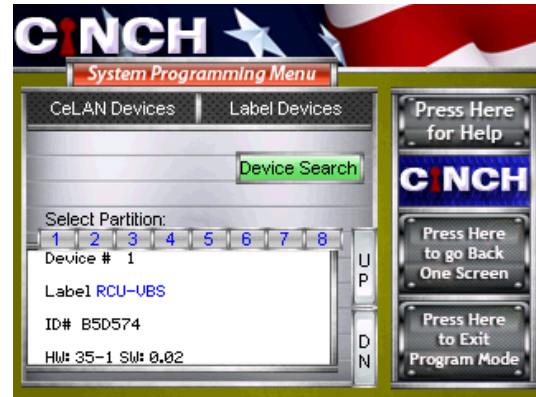 CINCH
System Programming Menu
CeLAN Devices
Label Devices
Device Search
Select Partition:
1 2 3 4 5 6 7 8
Device # 1
Label RCU-VBS
ID# B5D574
HW: 35-1 SW: 0.02
UP
DN
Press Here
for Help
CINCH
Press Here
to go Back
One Screen
Press Here
to Exit
Program Mode